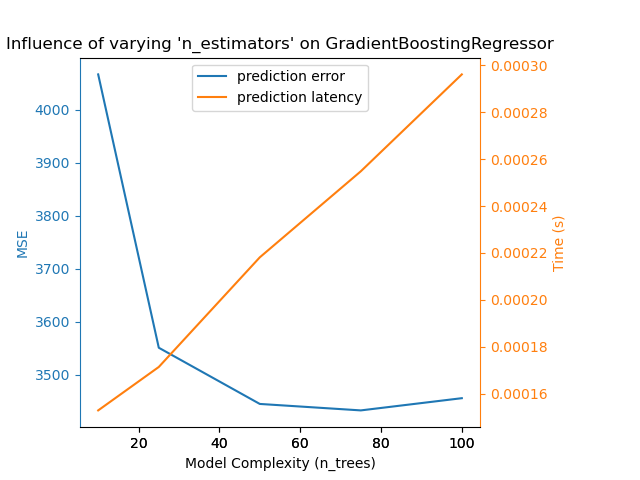 Influence of varying 'n_estimators' on GradientBoostingRegressor
prediction error
prediction latency
MSE
4000
3900
3800
3700
3600
3500
0.00030
0.00028
0.00026
0.00024
0.00022
0.00020
0.00018
0.00016
Time (s)
20 40 60 80 100
Model Complexity (n_trees)